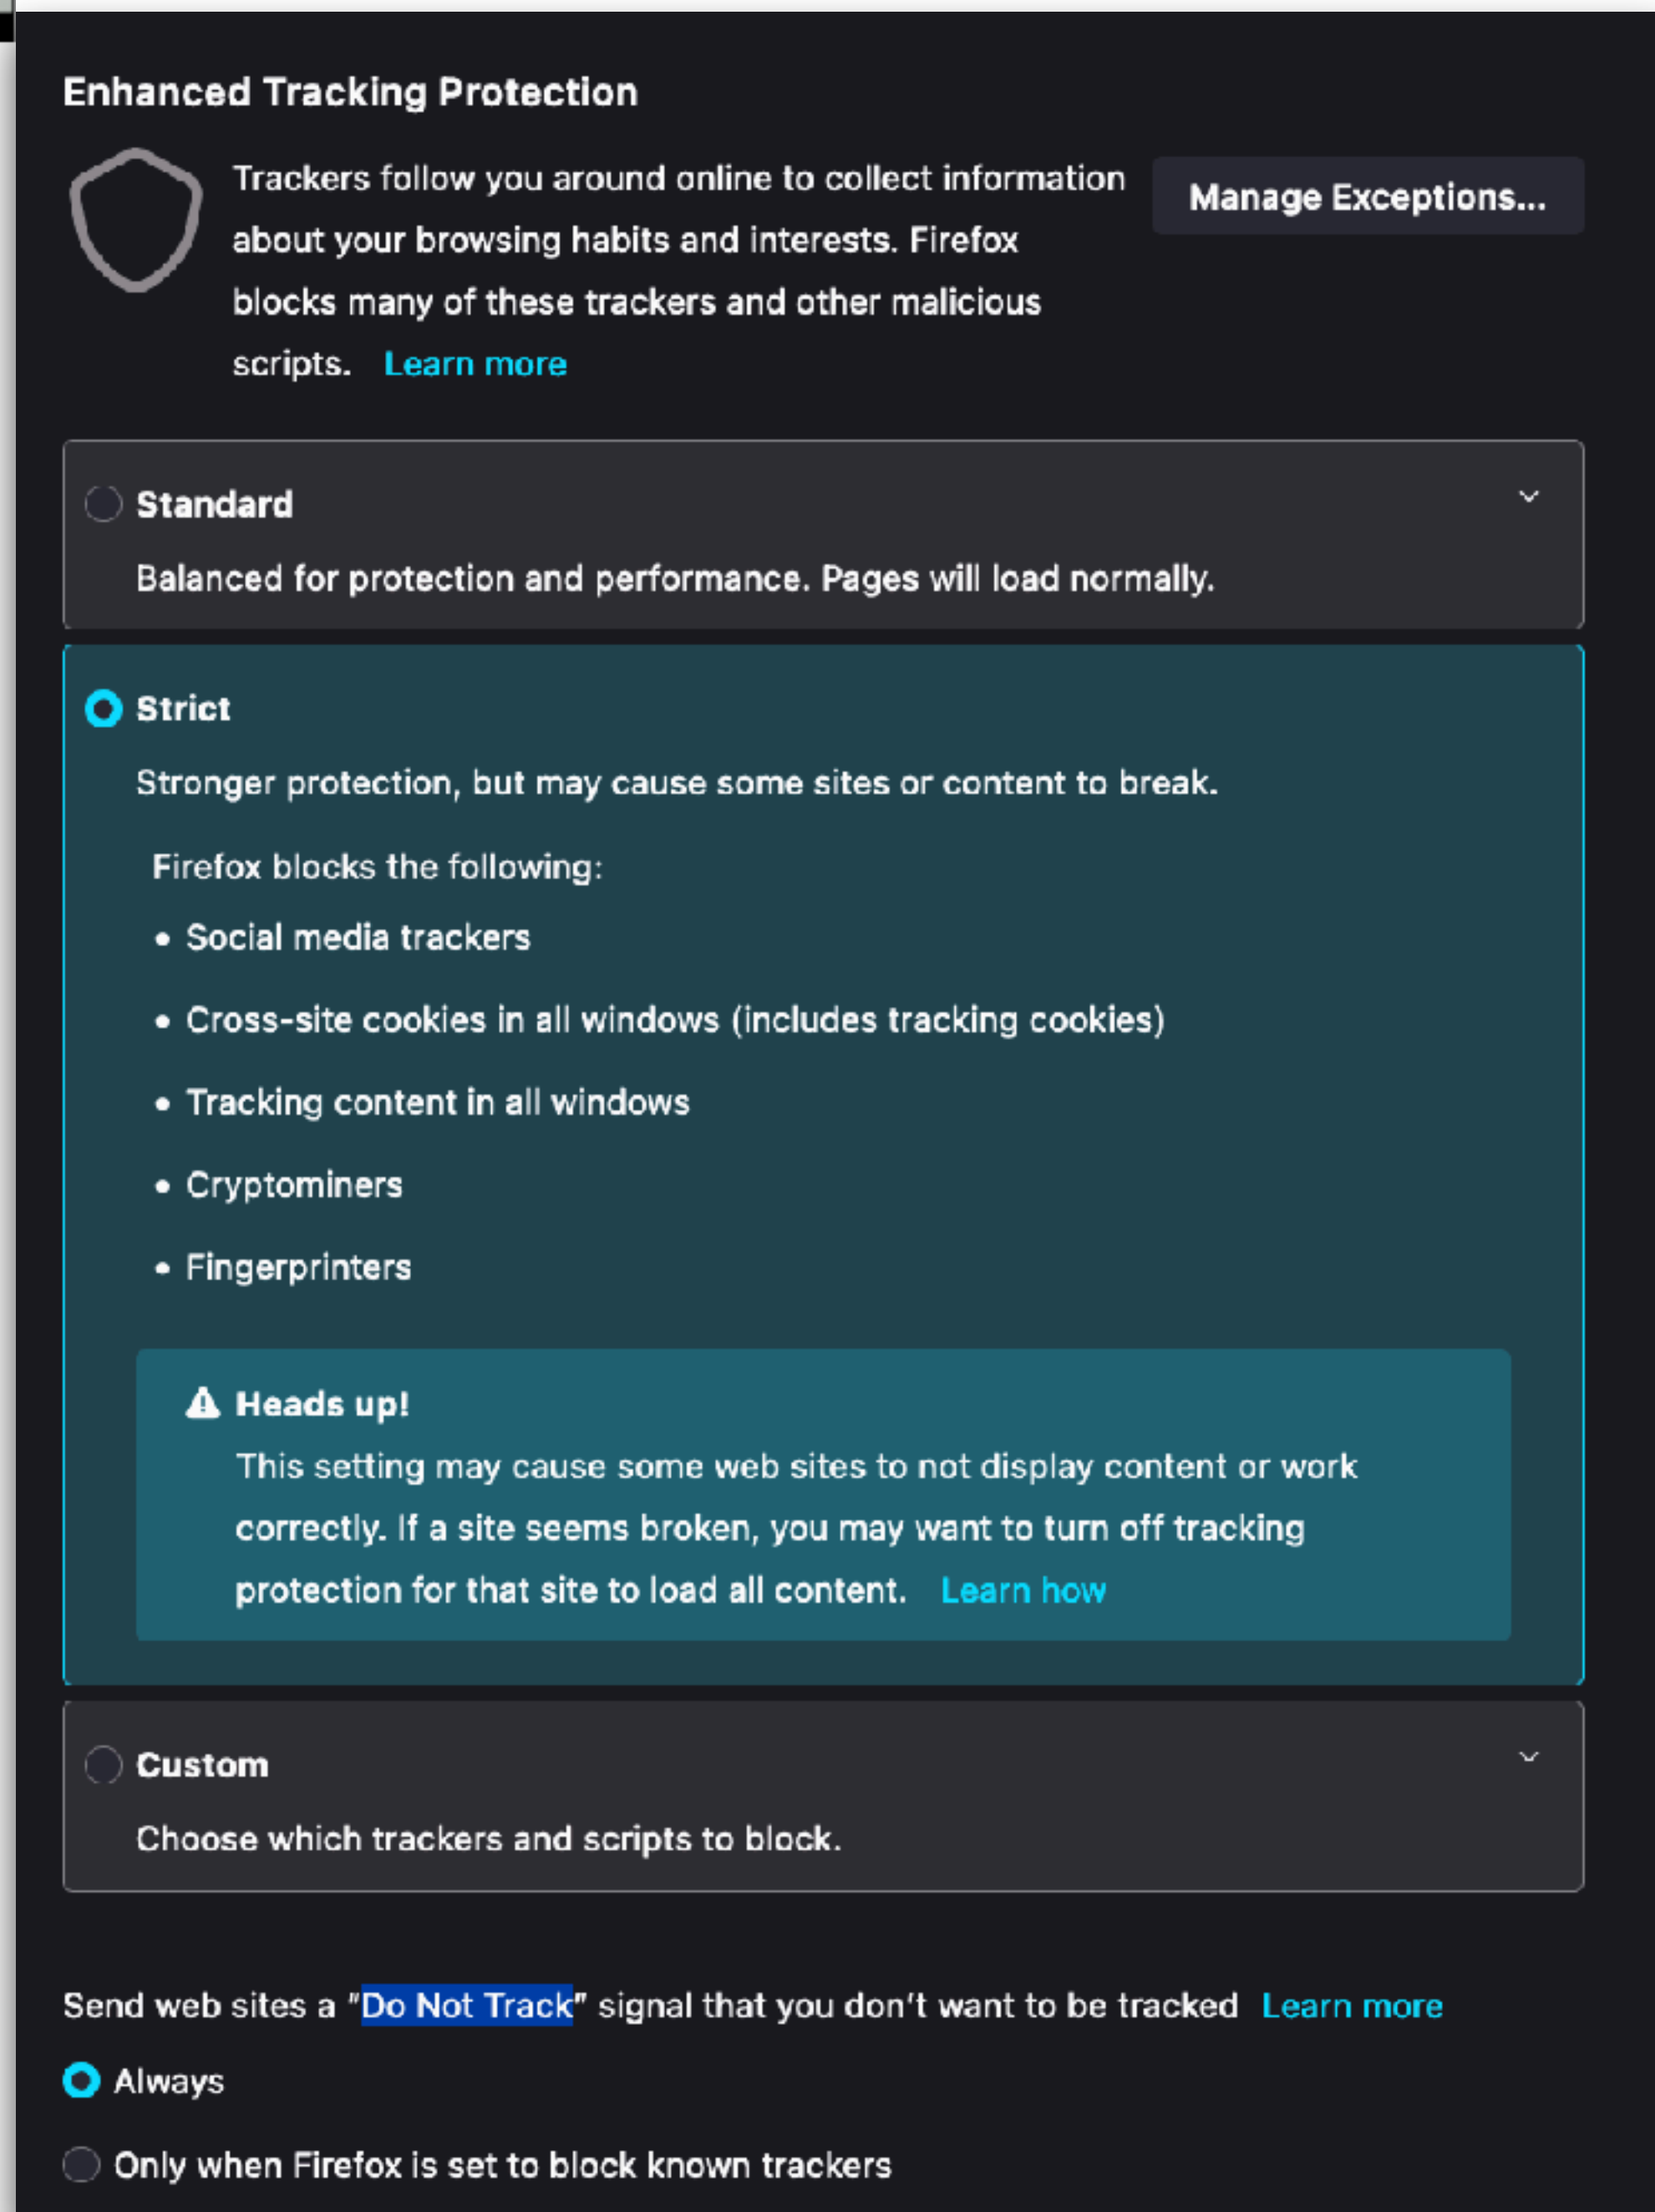 Enhanced Tracking Protection
Trackers follow you around online to collect information
about your browsing habits and interests. Firefox
blocks many of these trackers and other malicious
scripts. Learn more
Manage Exceptions...
Standard
Balanced for protection and performance. Pages will load normally.
Strict
Stronger protection, but may cause some sites or content to break.
Firefox blocks the following:
• Social media trackers
• Cross-site cookies in all windows (includes tracking cookies)
• Tracking content in all windows
• Cryptominers
• Fingerprinters
Heads up!
This setting may cause some web sites to not display content or work
correctly. If a site seems broken, you may want to turn off tracking
protection for that site to load all content. Learn how
Custom
Choose which trackers and scripts to block.
Send web sites a "Do Not Track" signal that you don't want to be tracked Learn more
Always
Only when Firefox is set to block known trackers